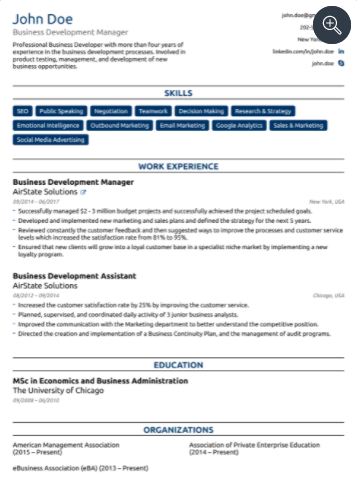 John Doe
Business Development Manager
Professional Business Developer with more than four years of
experience in the business development processes. Involved in
product testing, management, and development of new
business opportunities.
john.doe@gm
202-5
New York
linkedin.com/in/john.doe
john.doe
SKILLS
SEO Public Speaking Negotiation Teamwork Decision Making Research & Strategy
Emotional Intelligence Outbound Marketing Email Marketing Google Analytics Sales & Marketing
Social Media Advertising
WORK EXPERIENCE
Business Development Manager
AirState Solutions
09/2014 - 06/2017 New York, USA
- Successfully managed $2 - 3 million budget projects and successfully achieved the project scheduled goals.
- Developed and implemented new marketing and sales plans and defined the strategy for the next 5 years.
- Reviewed constantly the customer feedback and then suggested ways to improve the processes and customer service
levels which increased the satisfaction rate from 81% to 95%.
- Ensured that new clients will grow into a loyal customer base in a specialist niche market by implementing a new
loyalty program.
Business Development Assistant
AirState Solutions
08/2012 - 09/2014 Chicago, USA
- Increased the customer satisfaction rate by 25% by improving the customer service.
- Planned, supervised, and coordinated daily activity of 3 junior business analysts.
- Improved the communication with the Marketing department to better understand the competitive position.
- Directed the creation and implementation of a Business Continuity Plan, and the management of audit programs.
EDUCATION
MSc in Economics and Business Administration
The University of Chicago
09/2008 - 06/2010
ORGANIZATIONS
American Management Association
(2015 – Present)
Association of Private Enterprise Education
(2014 – Present)
eBusiness Association (eBA) (2013 – Present)